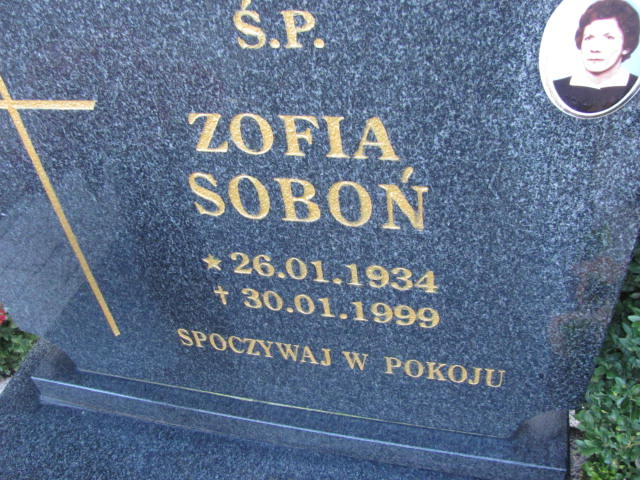 Ś.P.
ZOFIA
SOBOŃ
★ 26.01.1934
✝ 30.01.1999
SPOCZYWAJ W POKOJU